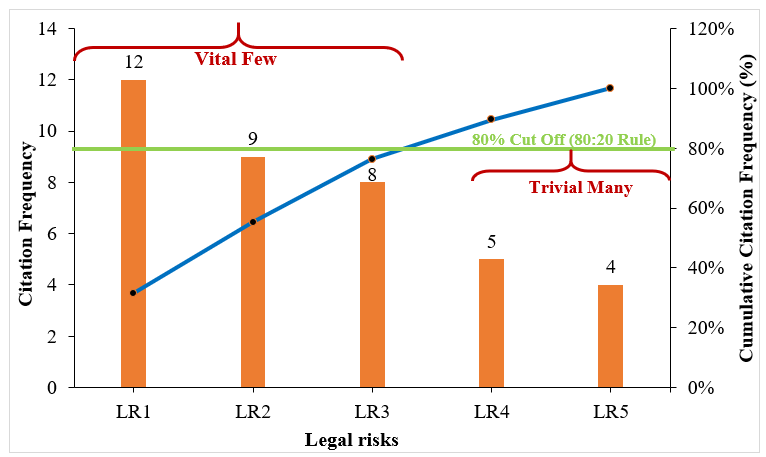 14
12
10
8
6
4
2
0
Citation Frequency
Vital Few
12
9
8
5
4
80% Cut Off (80:20 Rule)
Trivial Many
120%
100%
80%
60%
40%
20%
0%
Cumulative Citation Frequency (%)
LR1 LR2 LR3 LR4 LR5
Legal risks